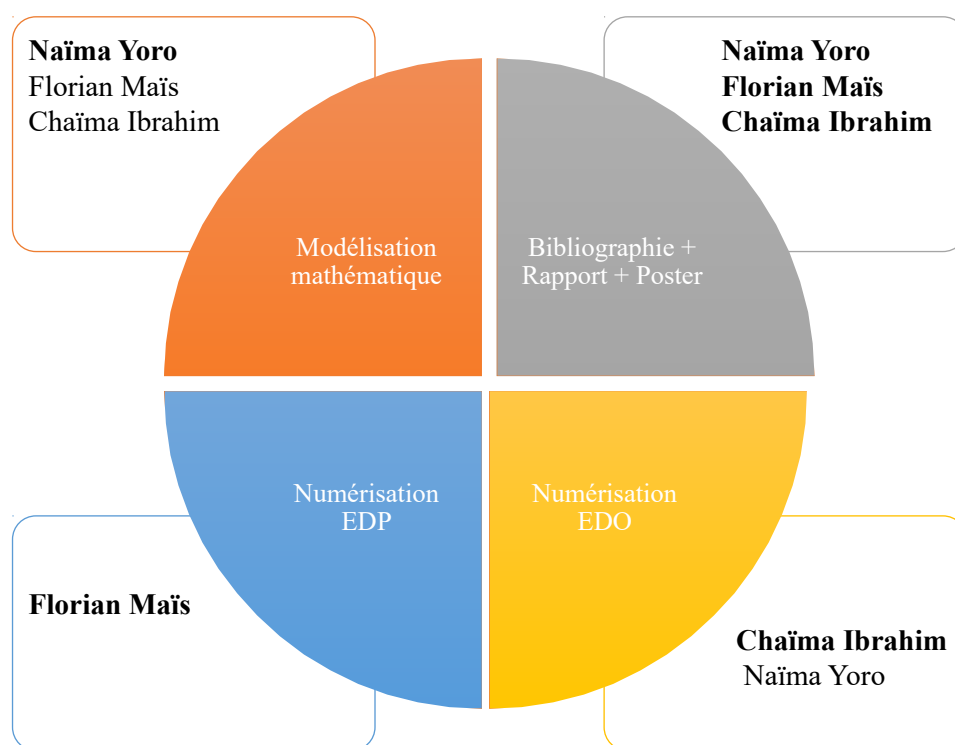 Naïma Yoro
Florian Maïs
Chaïma Ibrahim
Naïma Yoro
Florian Maïs
Chaïma Ibrahim
Modélisation
mathématique
Bibliographie +
Rapport + Poster
Numérisation
EDP
Numérisation
EDO
Florian Maïs
Chaïma Ibrahim
Naïma Yoro